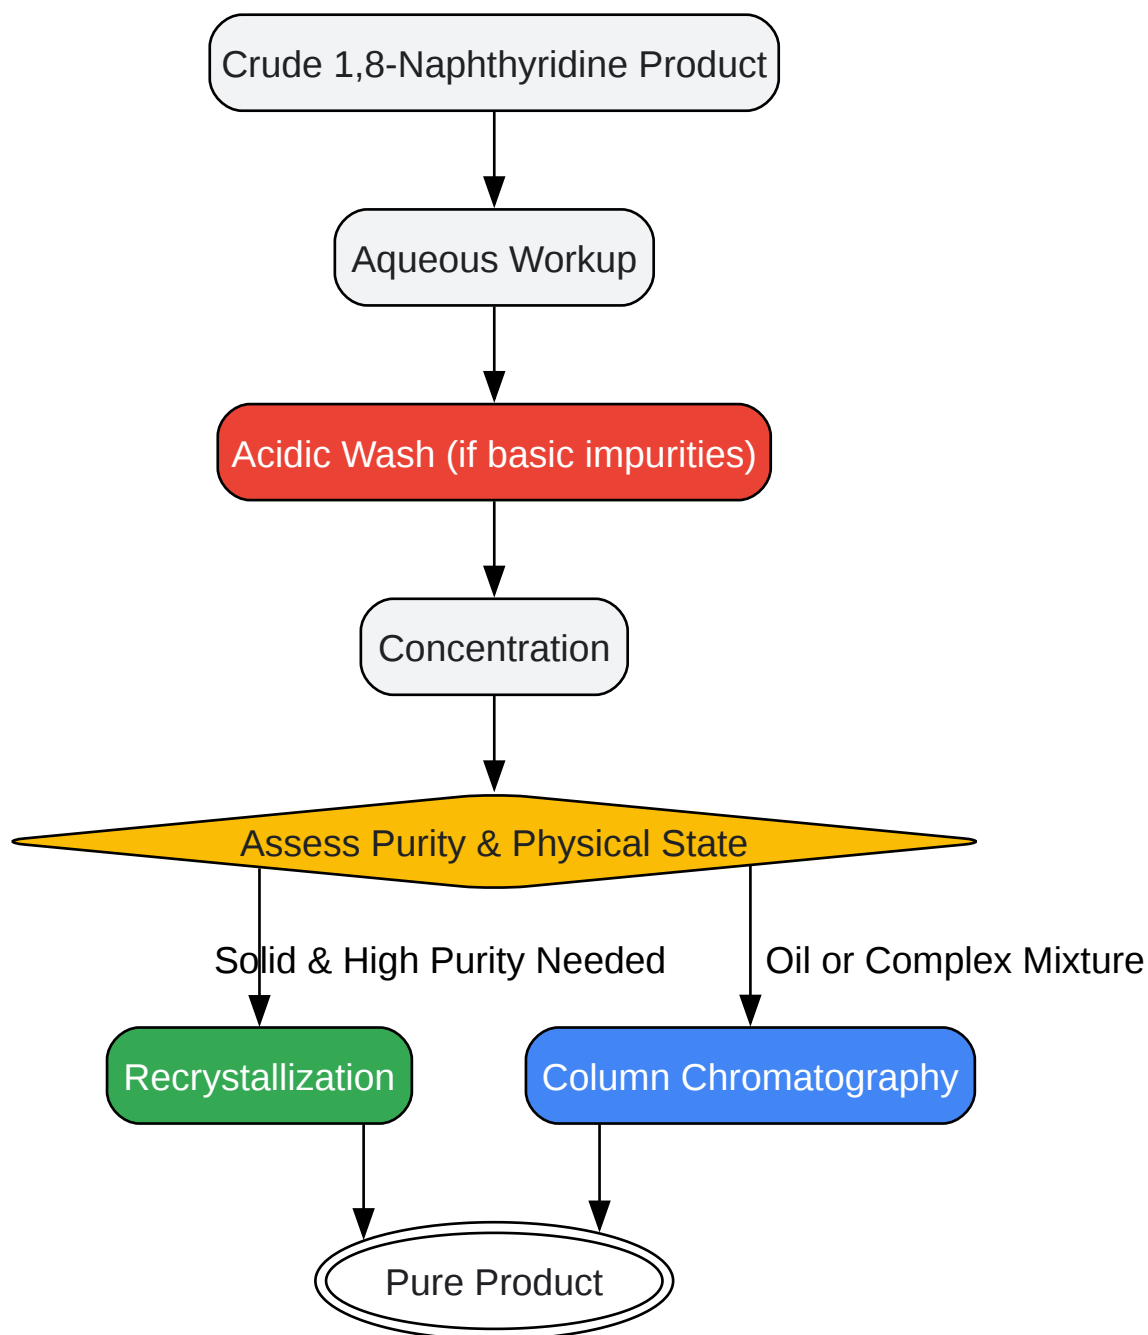 Crude 1,8-Naphthyridine Product
Aqueous Workup
Acidic Wash (if basic impurities)
Concentration
Assess Purity & Physical State
Solid & High Purity Needed
Oil or Complex Mixture
Recrystallization
Column Chromatography
Pure Product